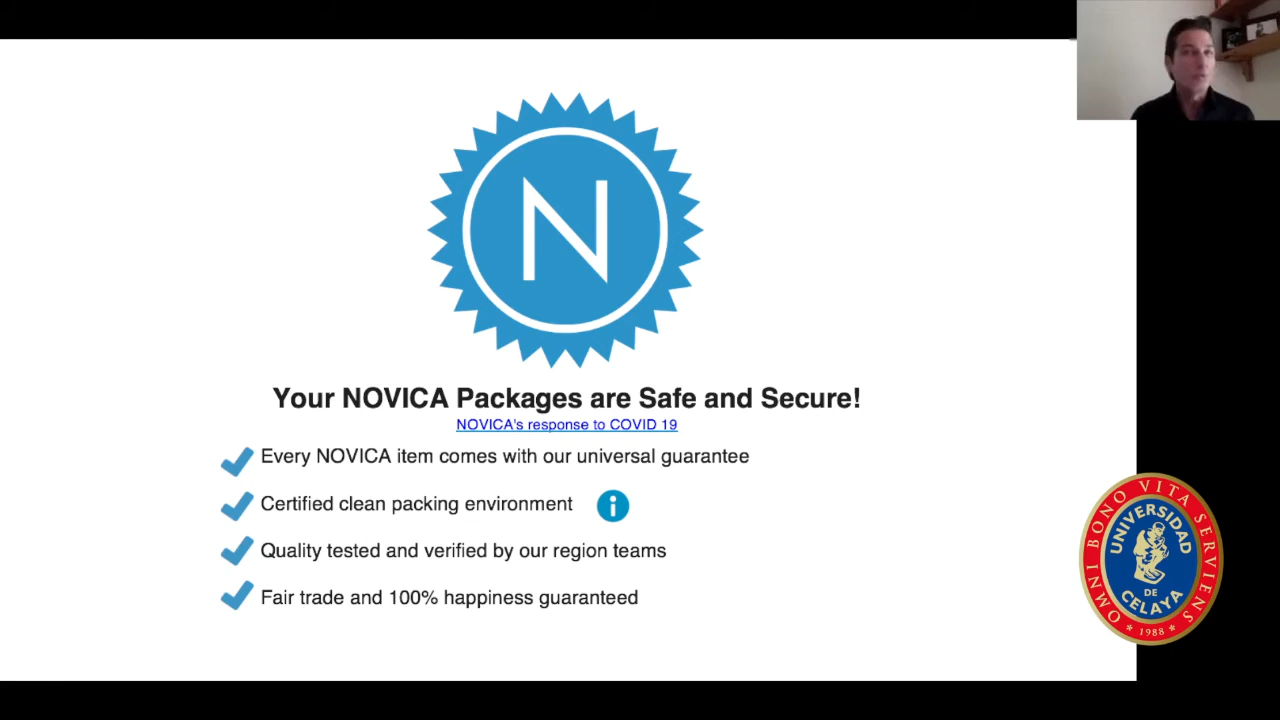 N
Your NOVICA Packages are Safe and Secure!
NOVICA's response to COVID 19
Every NOVICA item comes with our universal guarantee
Certified clean packing environment
i
Quality tested and verified by our region teams
Fair trade and 100% happiness guaranteed
OMNI BONO VITA SERVIENS
UNIVERSIDAD
DE
CELAYA
* 1988 *